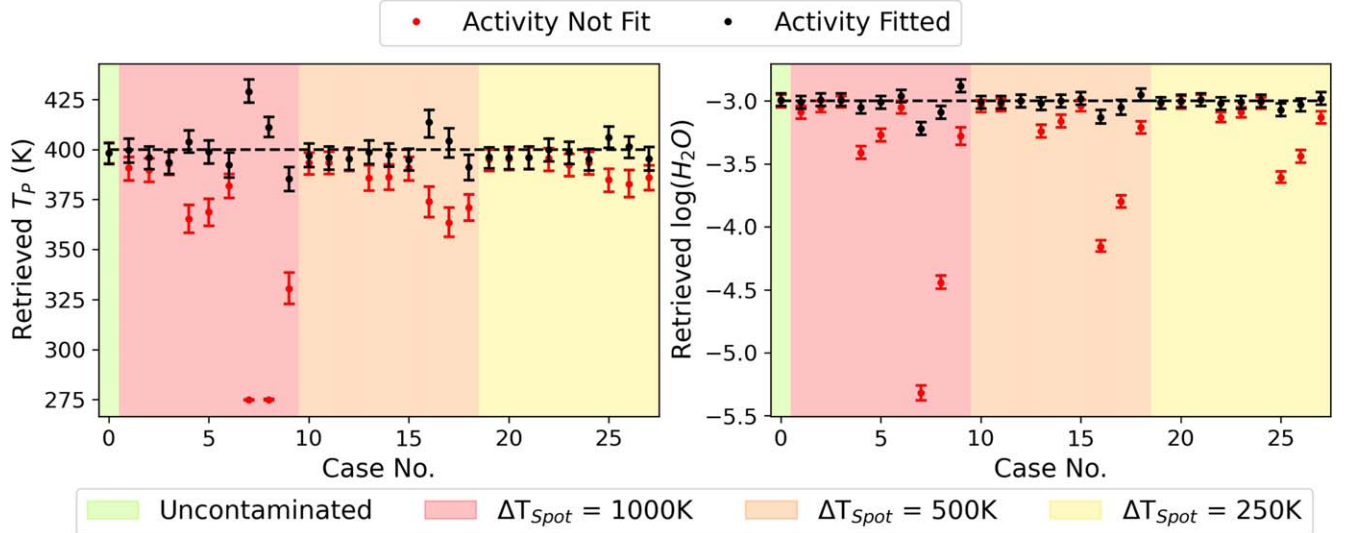 Activity Not Fit Activity Fitted
Retrieved T_P (K)
425
400
375
350
325
300
275
0 5 10 15 20 25
Case No.
Retrieved log(H_2O)
−3.0
−3.5
−4.0
−4.5
−5.0
−5.5
0 5 10 15 20 25
Case No.
Uncontaminated ΔT_Spot = 1000K ΔT_Spot = 500K ΔT_Spot = 250K